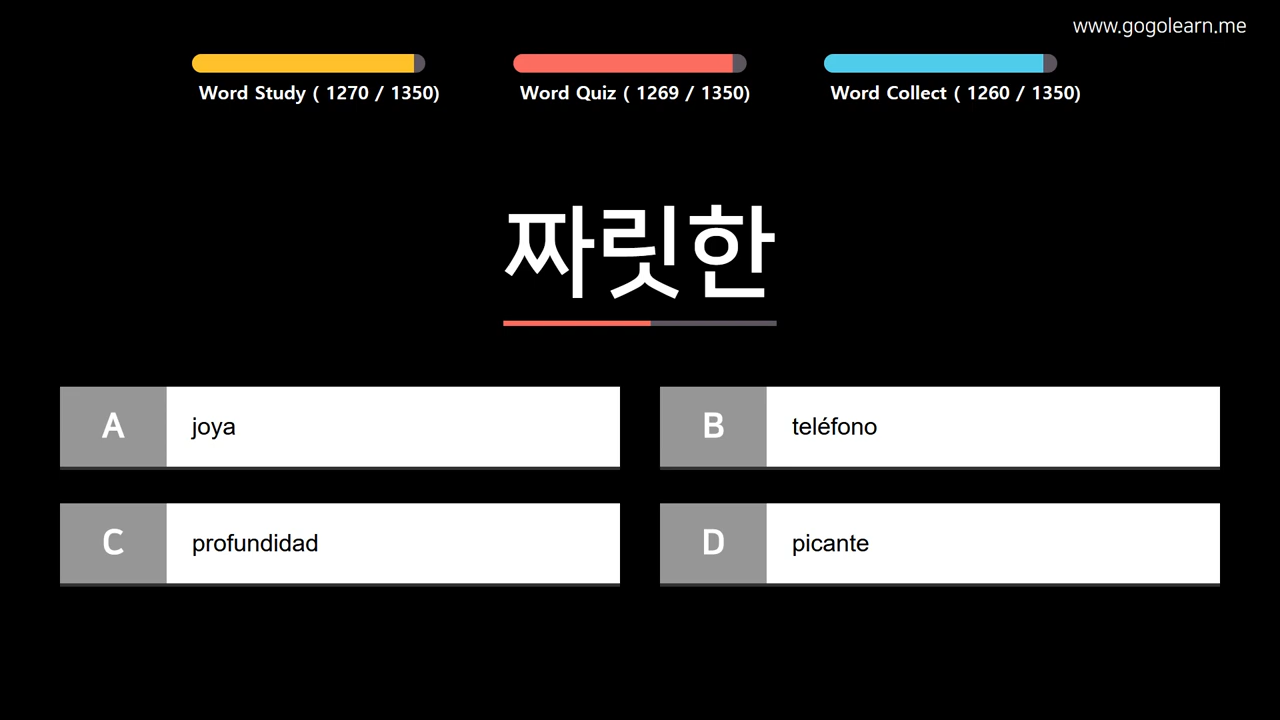 www.gogolearn.me
Word Study ( 1270 / 1350)
Word Quiz ( 1269 / 1350)
Word Collect ( 1260 / 1350)
짜릿한
A joya
B teléfono
C profundidad
D picante